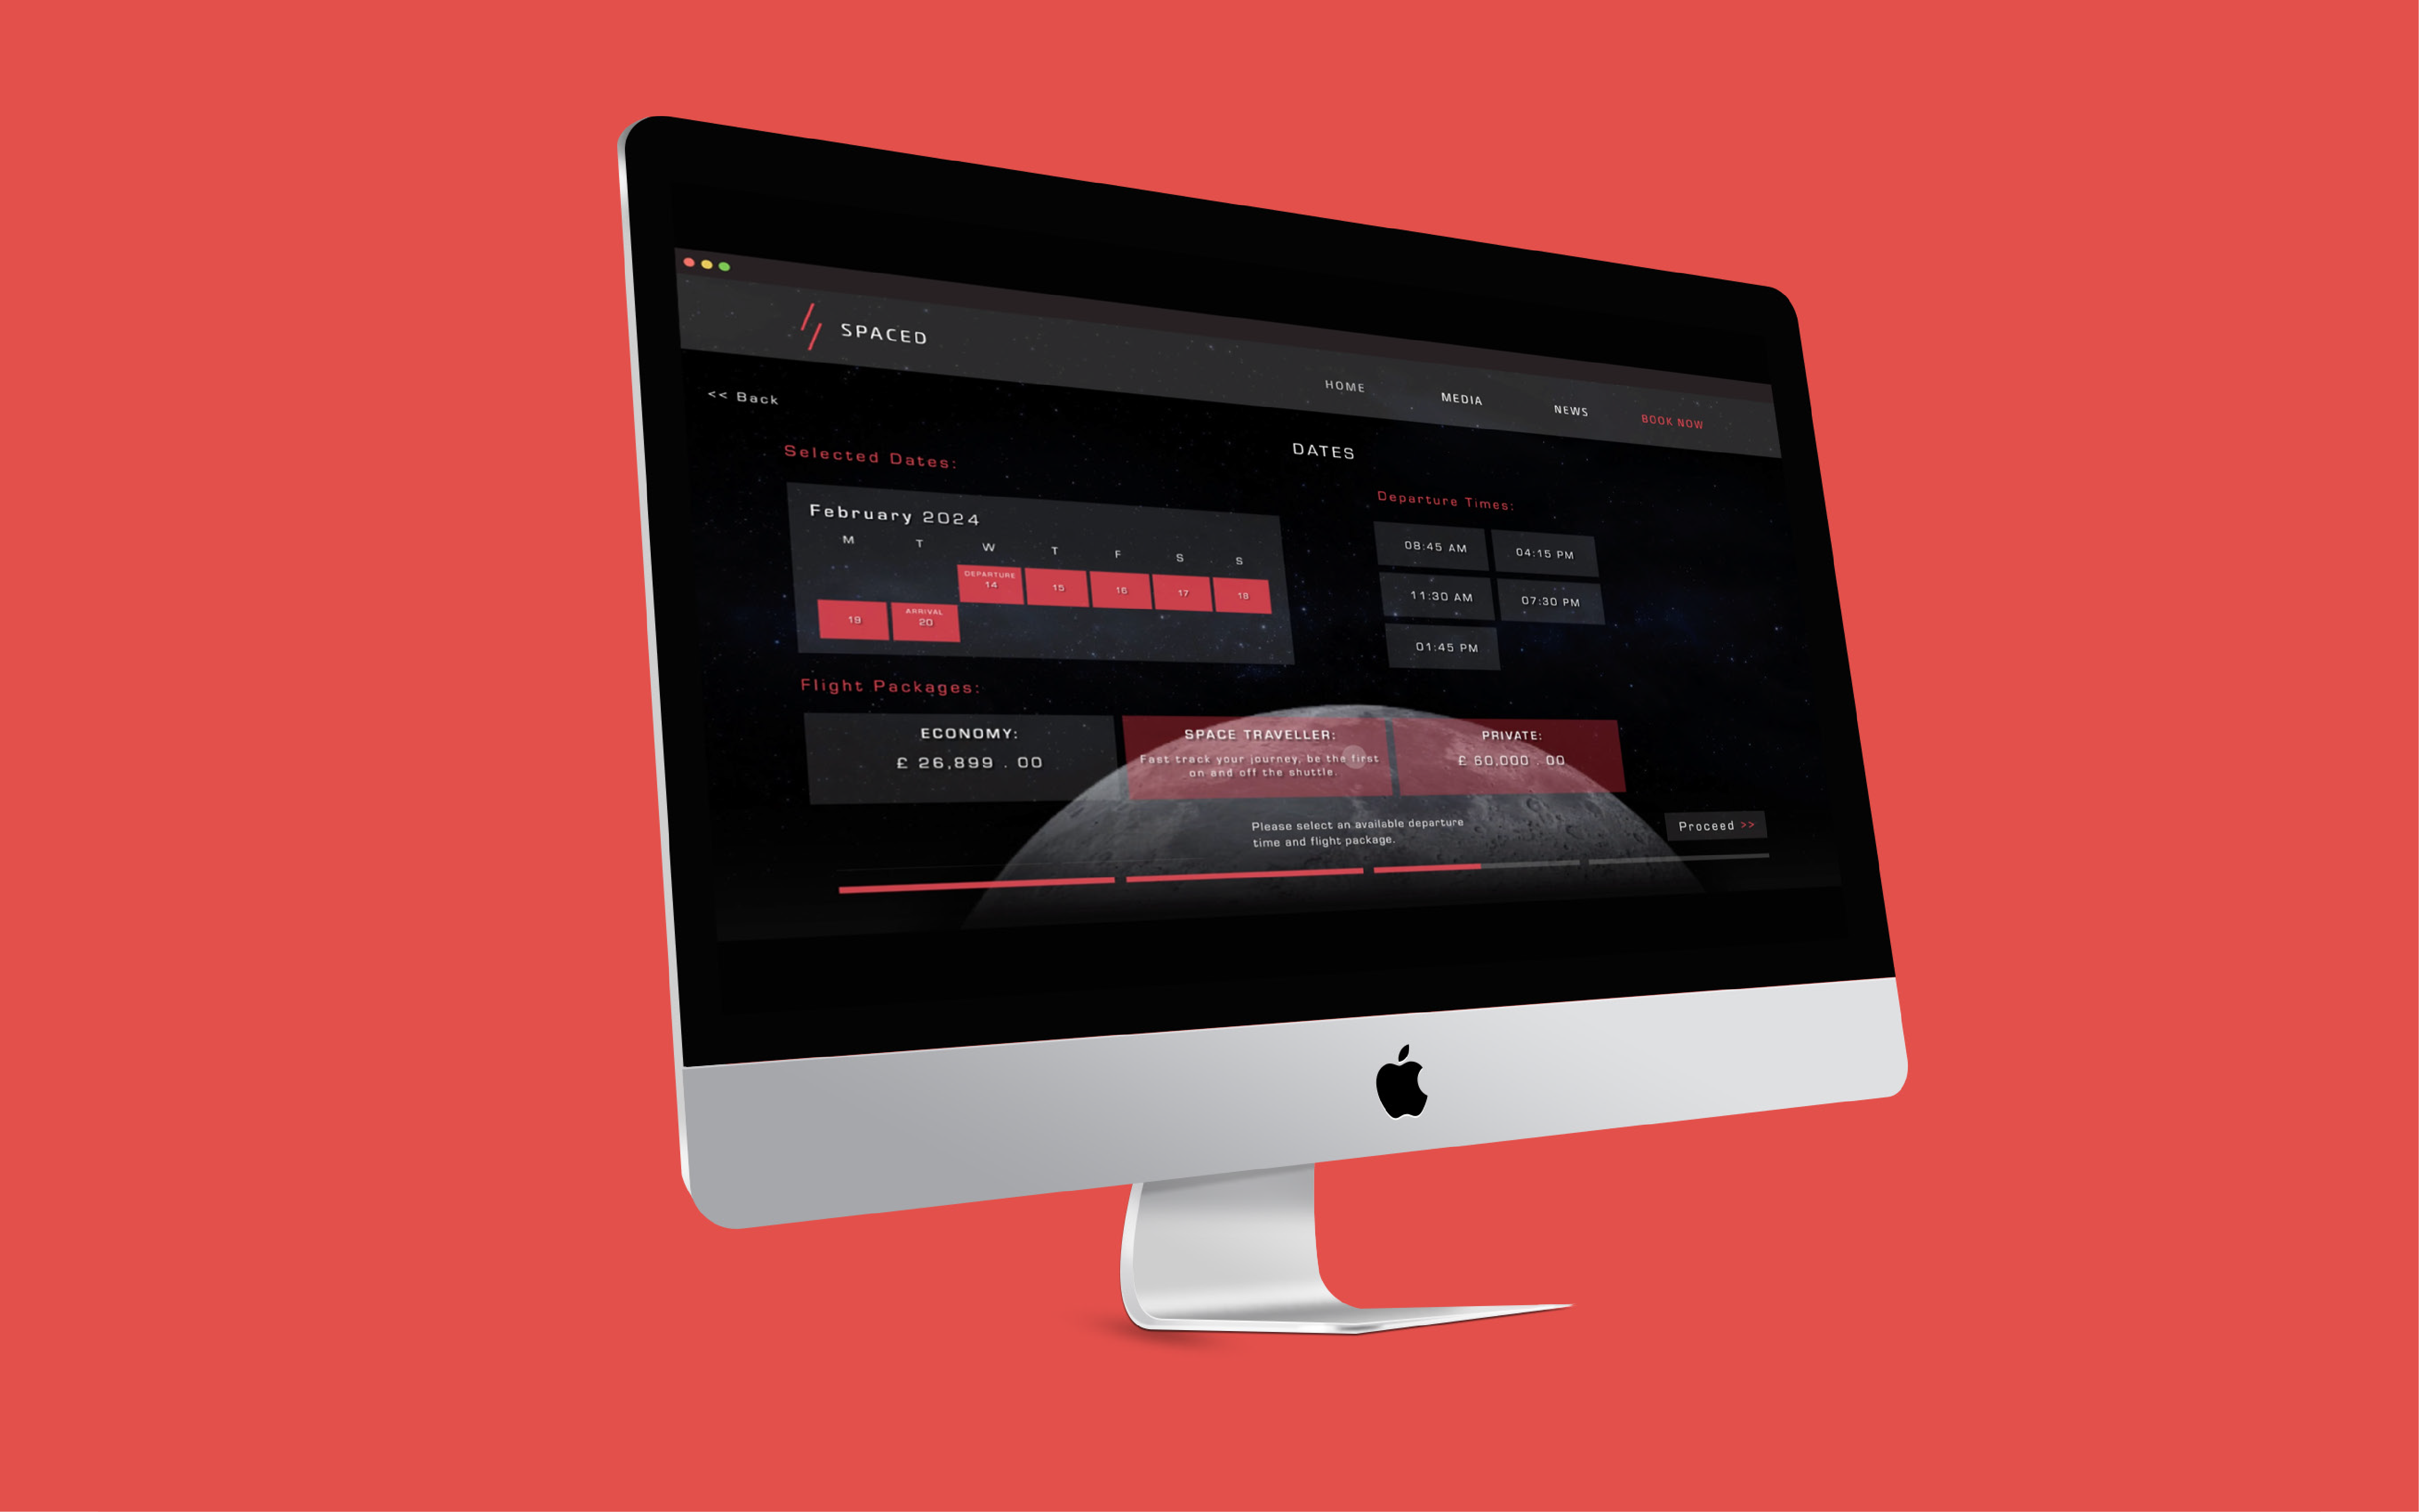 SPACED
HOME
MEDIA
NEWS
BOOK NOW
<< Back
DATES
Selected Dates:
February 2024
M T W T F S S
DEPARTURE
14 15 16 17 18
19
ARRIVAL
20
Departure Times:
08:45 AM 04:15 PM
11:30 AM 07:30 PM
01:45 PM
Flight Packages:
ECONOMY:
£ 26,899 . 00
SPACE TRAVELLER:
Fast track your journey, be the first
on and off the shuttle.
PRIVATE:
£ 60,000 . 00
Please select an available departure
time and flight package.
Proceed >>